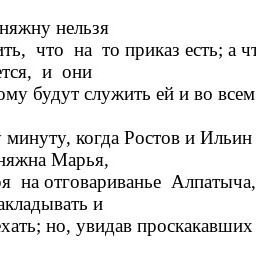 няжну нельзя
ить, что на то приказ есть; а чт
ется, и они
ому будут служить ей и во всем
минуту, когда Ростов и Ильин
няжна Марья,
я на отговариванье Алпатыча,
акладывать и
ехать; но, увидав проскакавших